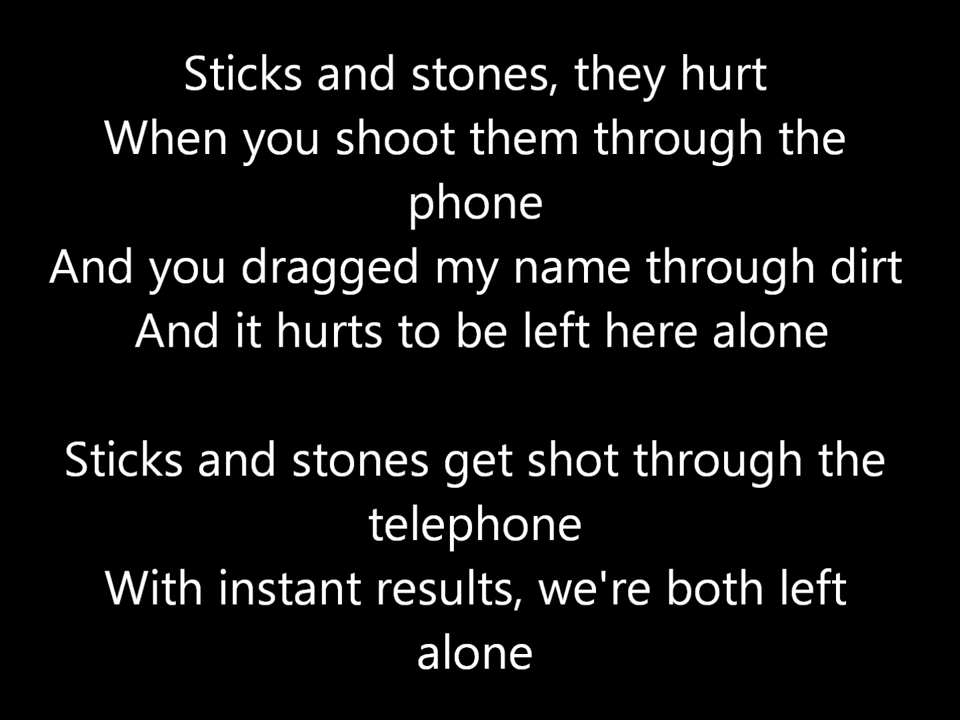 Sticks and stones, they hurt
When you shoot them through the
phone
And you dragged my name through dirt
And it hurts to be left here alone
Sticks and stones get shot through the
telephone
With instant results, we're both left
alone